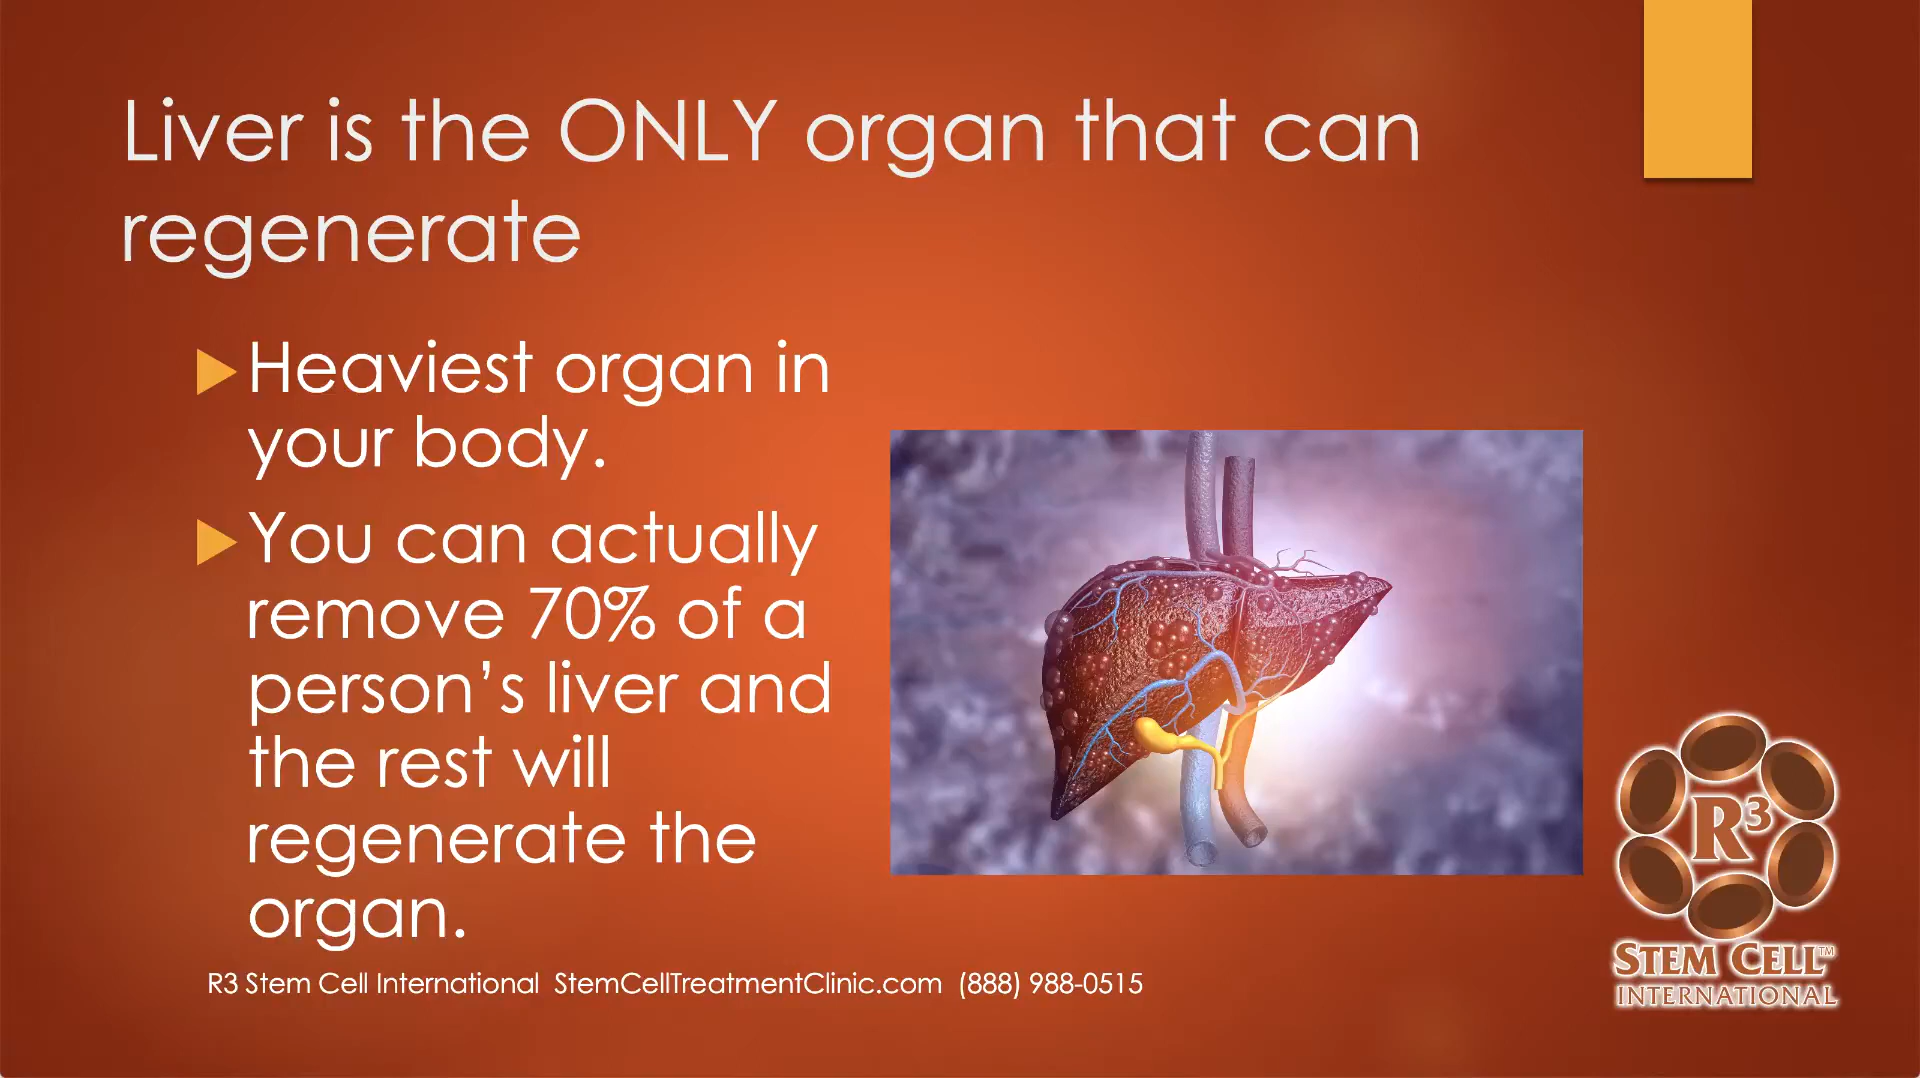 Liver is the ONLY organ that can
regenerate
Heaviest organ in
your body.
You can actually
remove 70% of a
person’s liver and
the rest will
regenerate the
organ.
R3 Stem Cell International  StemCellTreatmentClinic.com  (888) 988-0515
R³
STEM CELL™
INTERNATIONAL